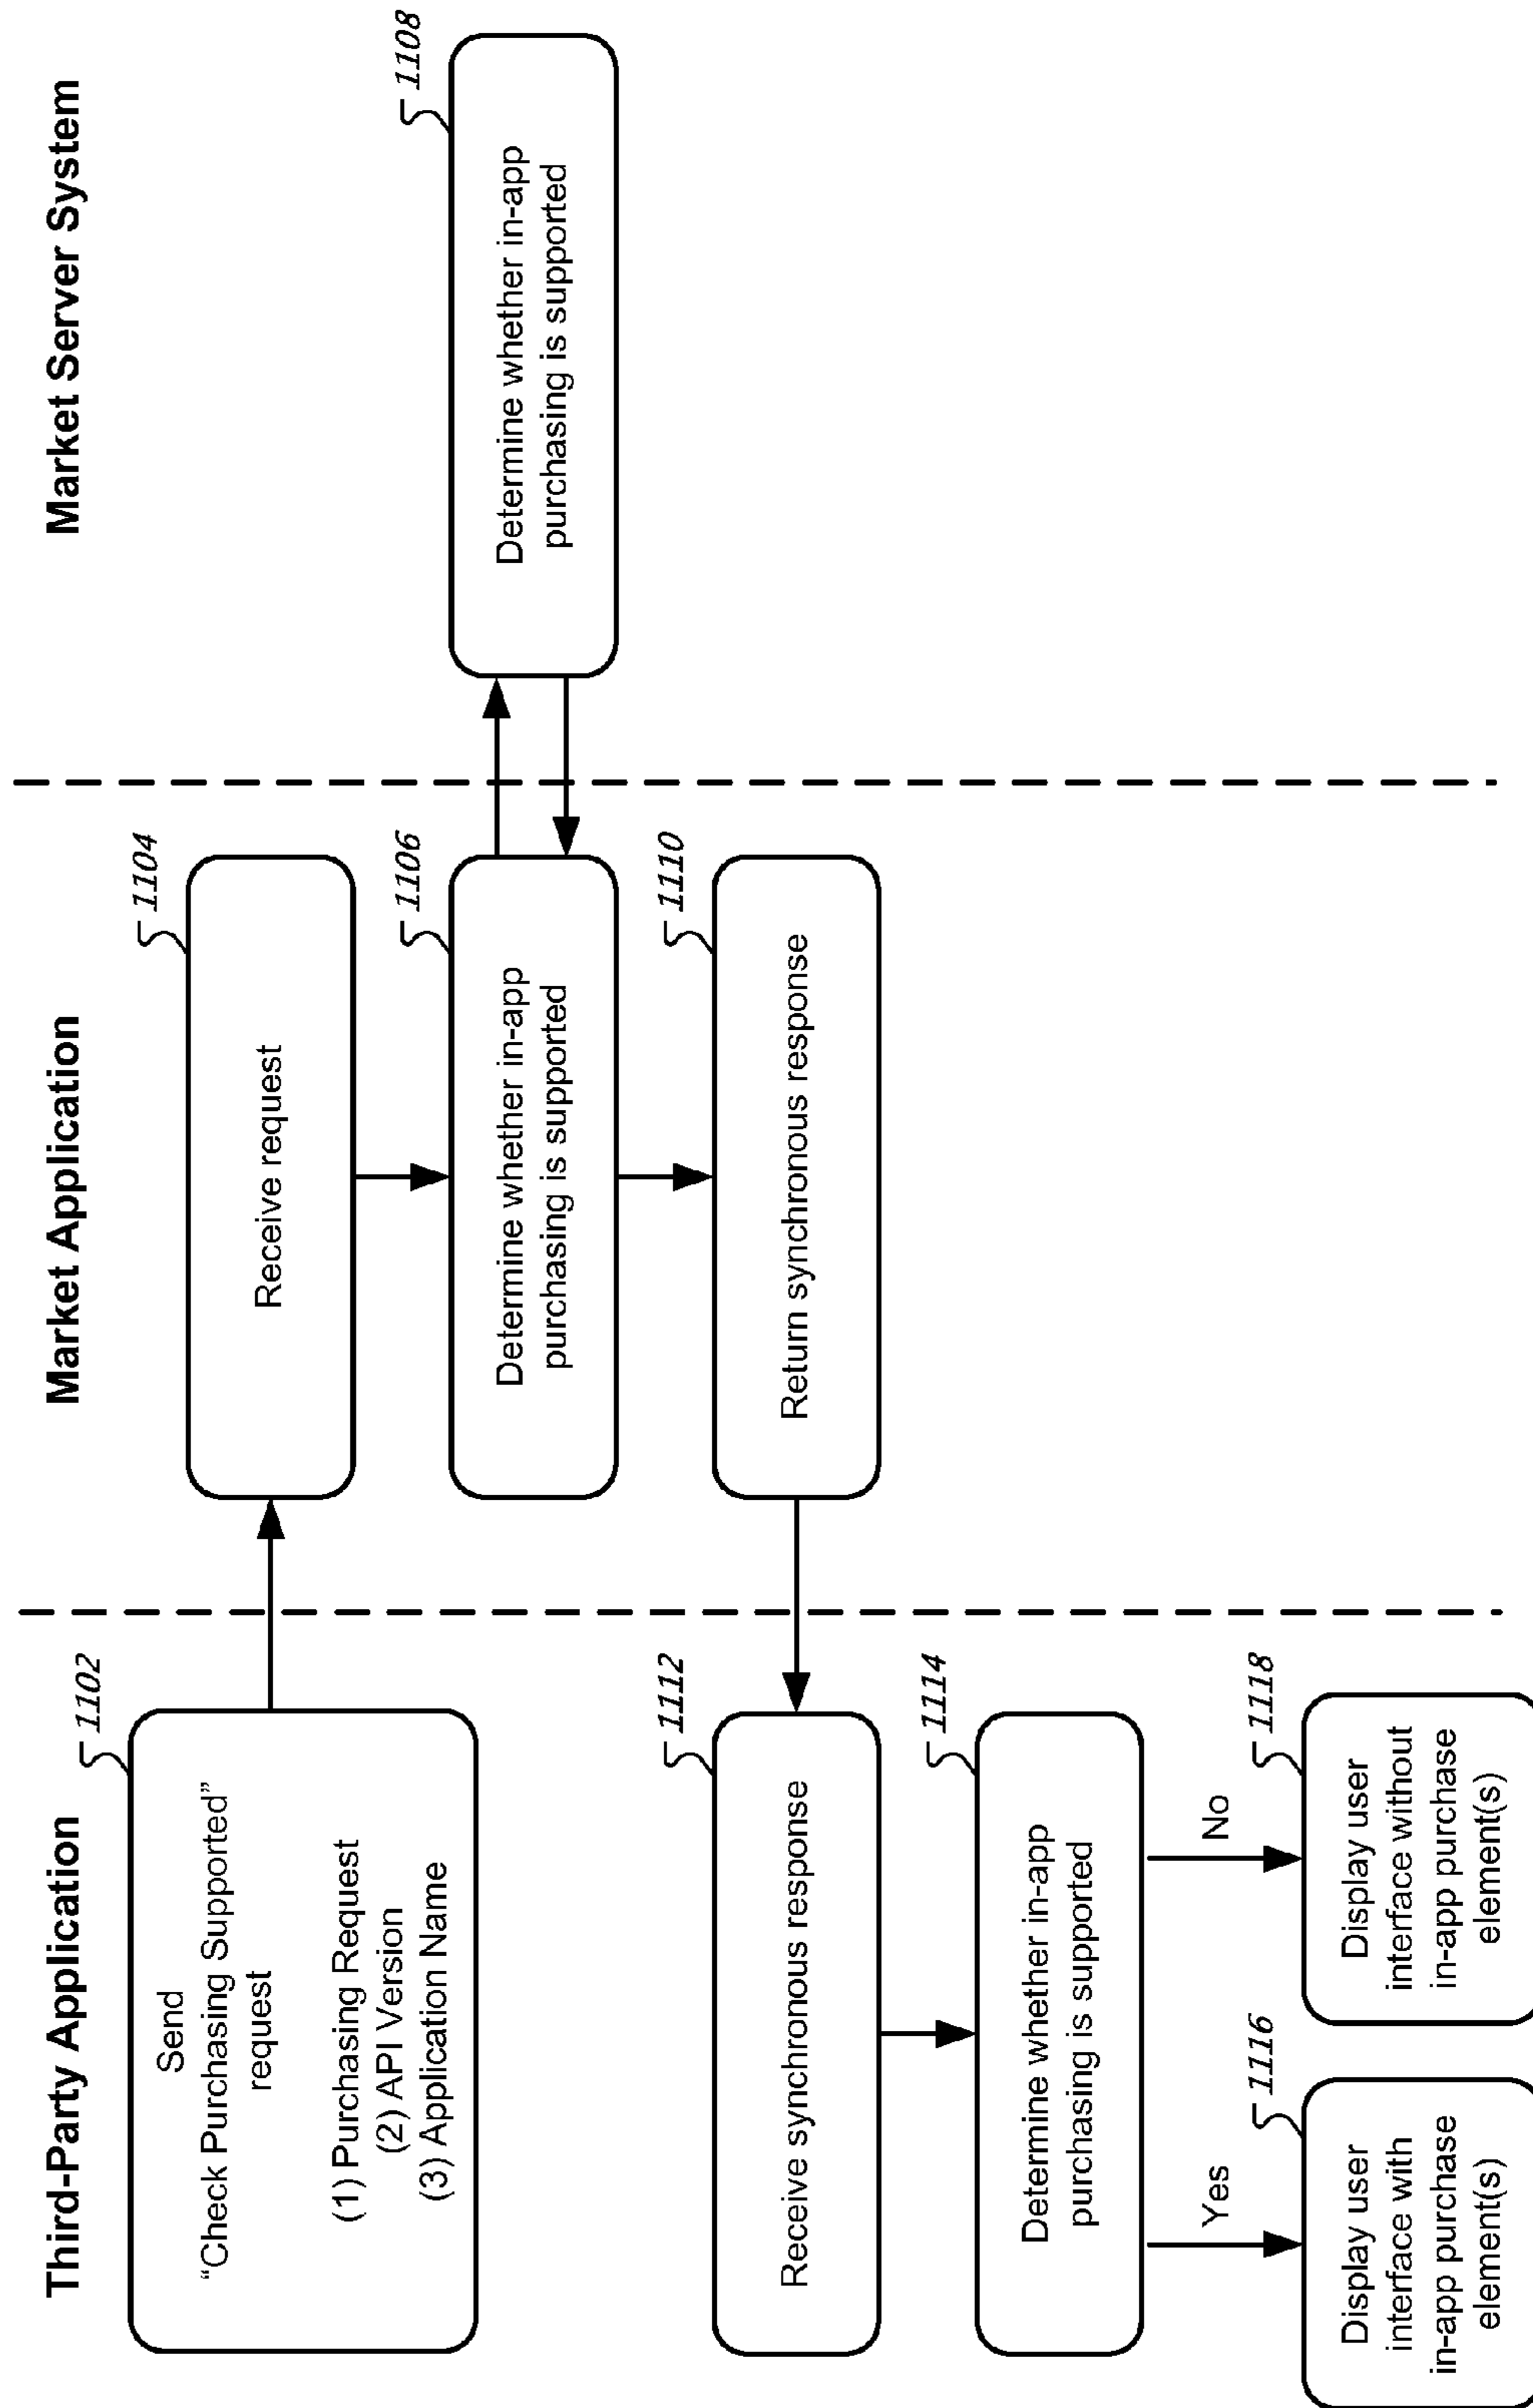 Third-Party Application
Market Application
Market Server System
1102
Send
“Check Purchasing Supported”
request
(1) Purchasing Request
(2) API Version
(3) Application Name
1104
Receive request
1106
Determine whether in-app
purchasing is supported
1108
Determine whether in-app
purchasing is supported
1110
Return synchronous response
1112
Receive synchronous response
1114
Determine whether in-app
purchasing is supported
Yes
No
1116
Display user
interface with
in-app purchase
element(s)
1118
Display user
interface without
in-app purchase
element(s)